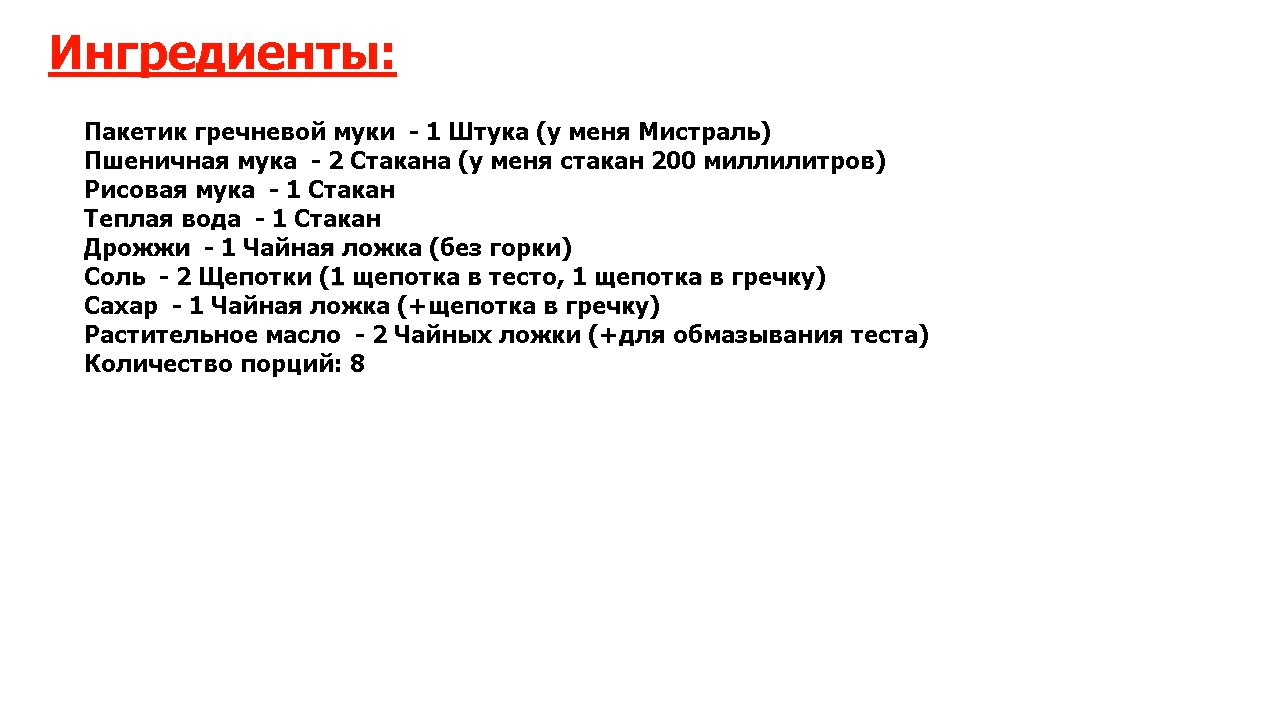 Ингредиенты:
Пакетик гречневой муки  - 1 Штука (у меня Мистраль)
Пшеничная мука  - 2 Стакана (у меня стакан 200 миллилитров)
Рисовая мука  - 1 Стакан
Теплая вода  - 1 Стакан
Дрожжи  - 1 Чайная ложка (без горки)
Соль  - 2 Щепотки (1 щепотка в тесто, 1 щепотка в гречку)
Сахар  - 1 Чайная ложка (+щепотка в гречку)
Растительное масло  - 2 Чайных ложки (+для обмазывания теста)
Количество порций: 8